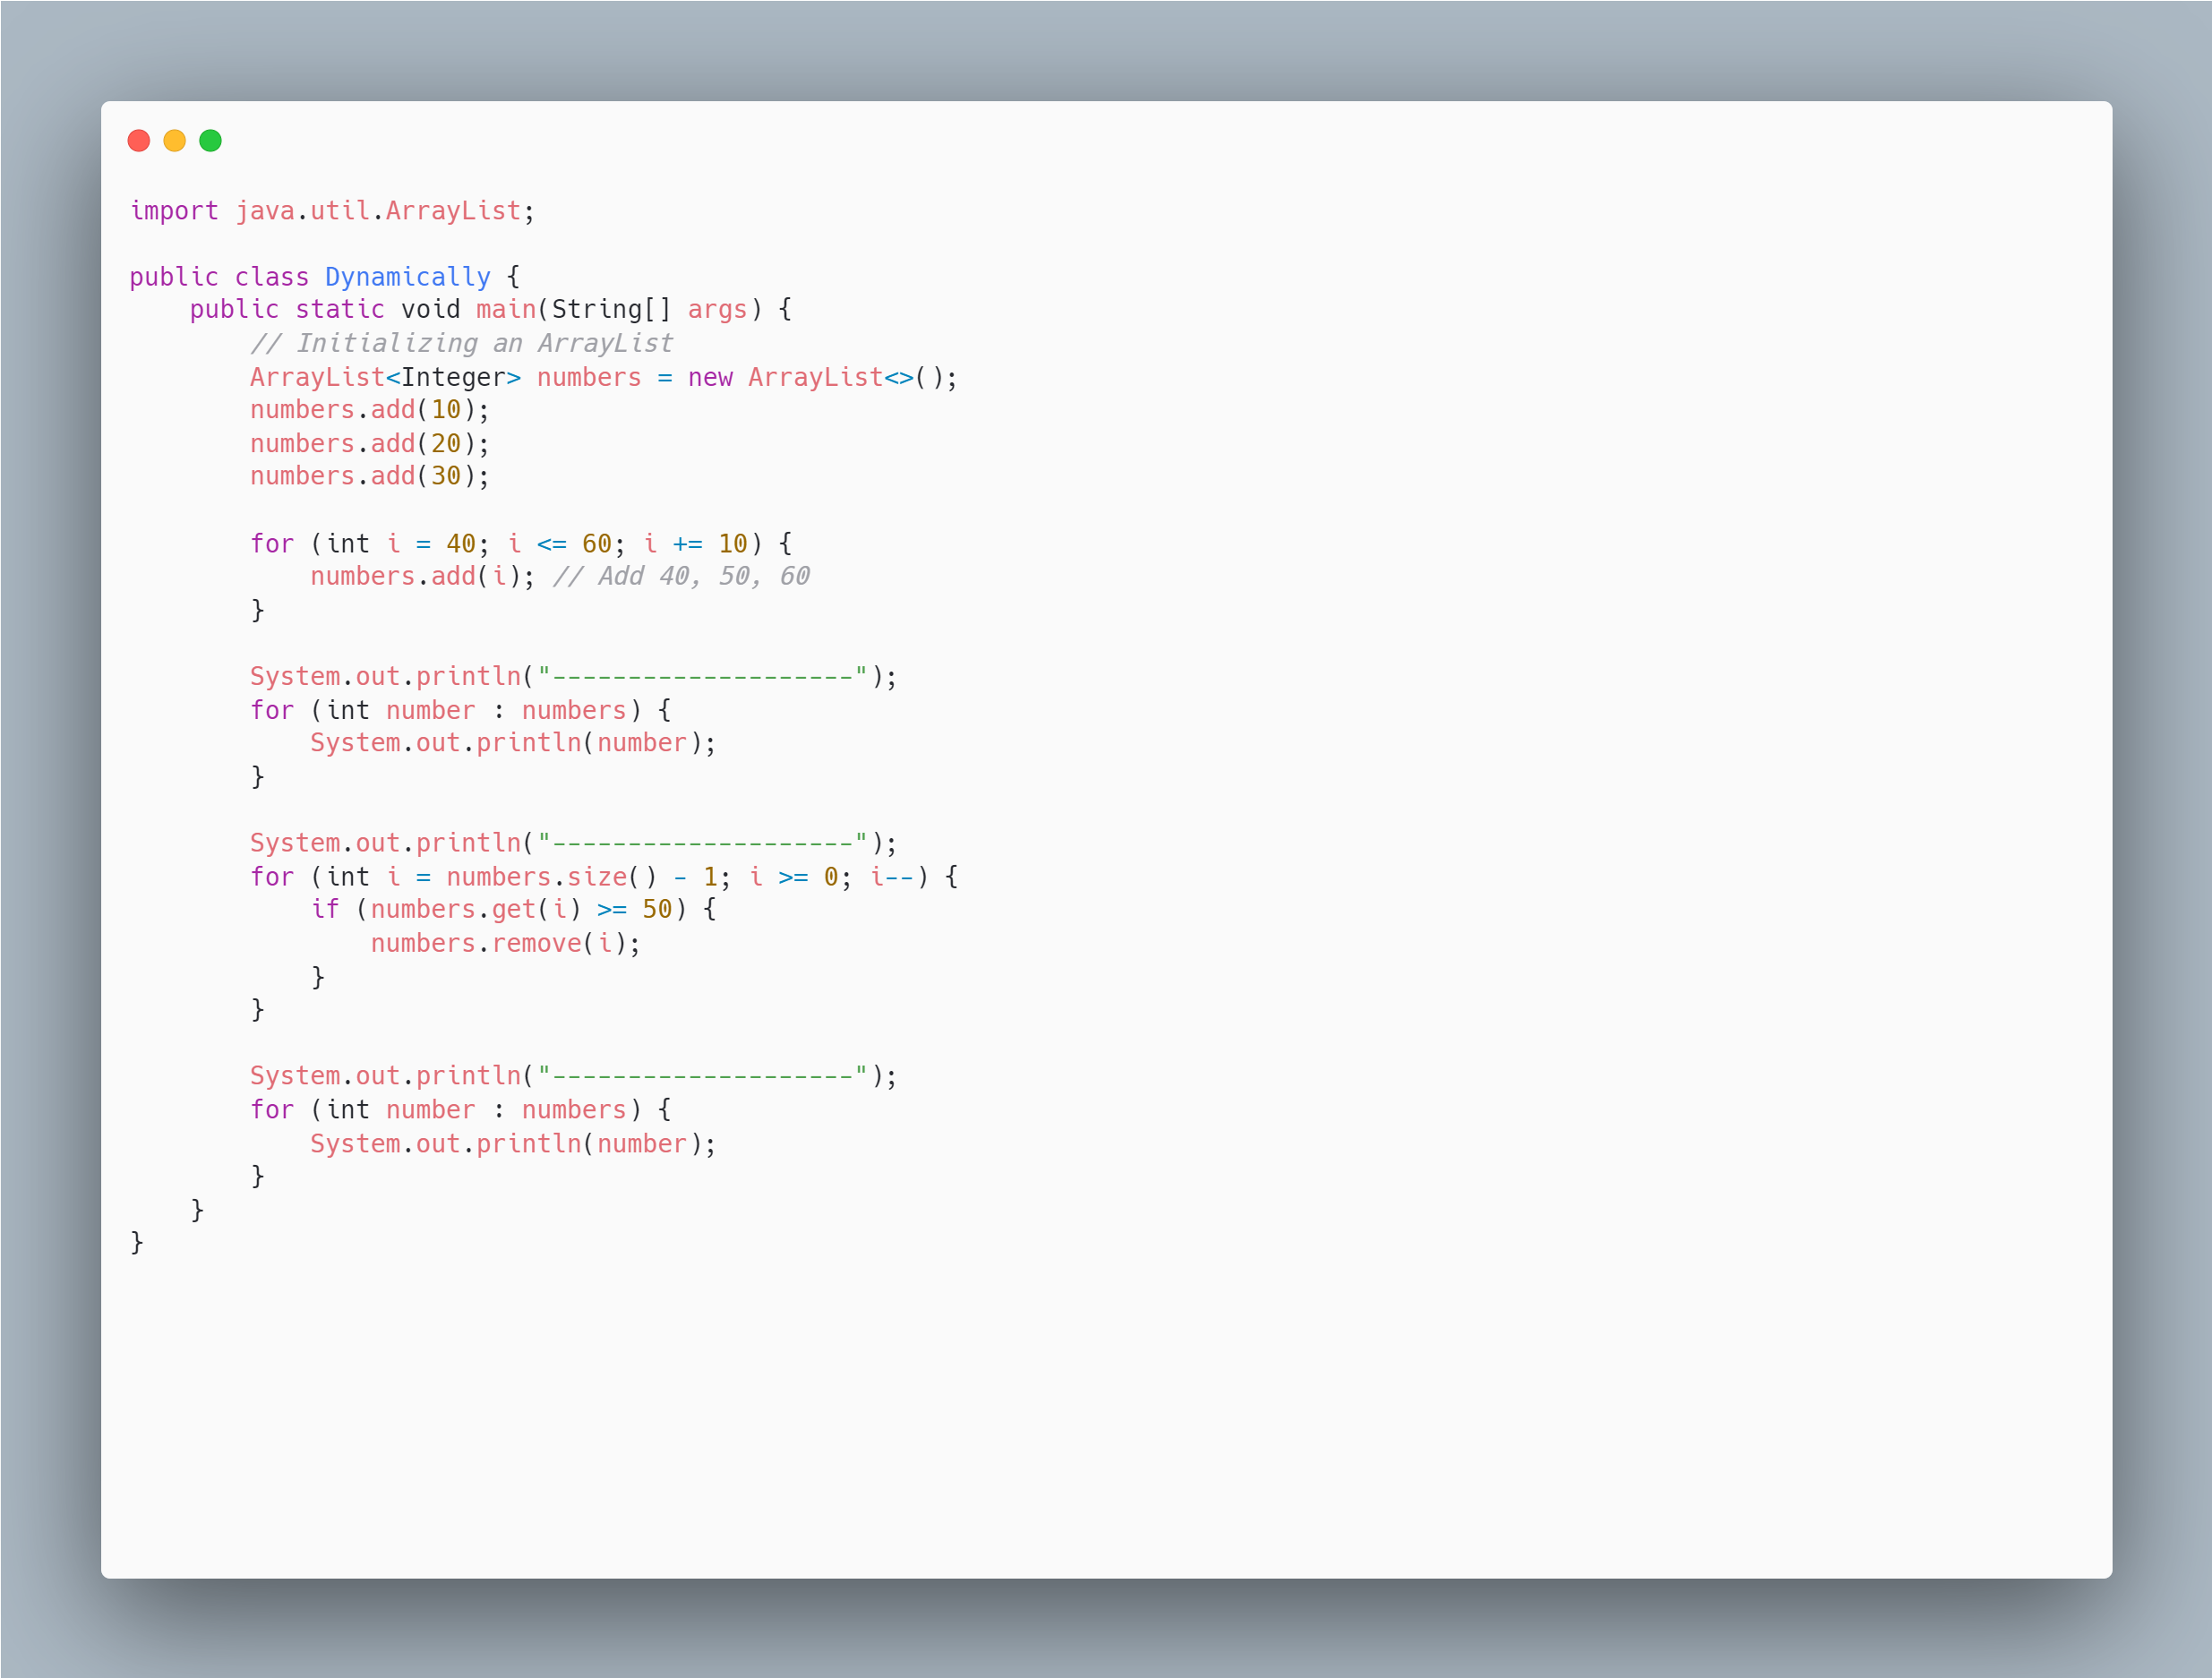 import java.util.ArrayList;

public class Dynamically {
    public static void main(String[] args) {
        // Initializing an ArrayList
        ArrayList<Integer> numbers = new ArrayList<>();
        numbers.add(10);
        numbers.add(20);
        numbers.add(30);

        for (int i = 40; i <= 60; i += 10) {
            numbers.add(i); // Add 40, 50, 60
        }

        System.out.println("--------------------");
        for (int number : numbers) {
            System.out.println(number);
        }

        System.out.println("--------------------");
        for (int i = numbers.size() - 1; i >= 0; i--) {
            if (numbers.get(i) >= 50) {
                numbers.remove(i);
            }
        }

        System.out.println("--------------------");
        for (int number : numbers) {
            System.out.println(number);
        }
    }
}